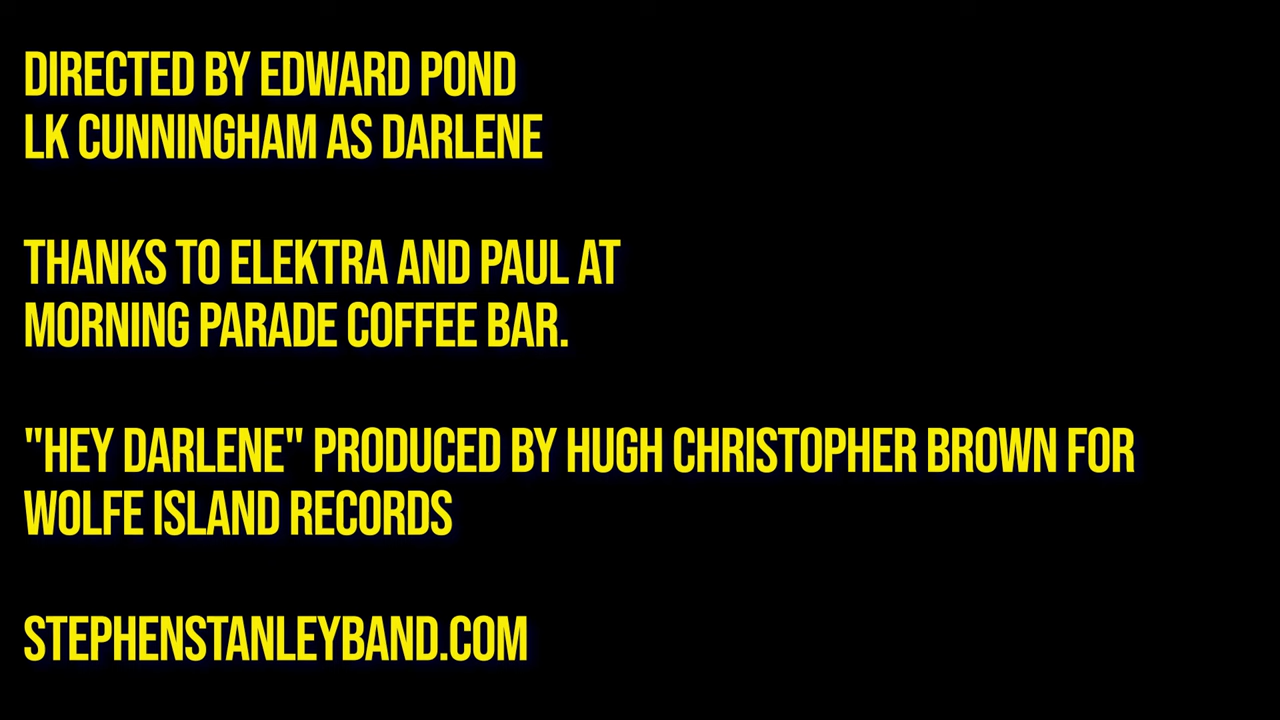 DIRECTED BY EDWARD POND
LK CUNNINGHAM AS DARLENE
THANKS TO ELEKTRA AND PAUL AT
MORNING PARADE COFFEE BAR.
"HEY DARLENE" PRODUCED BY HUGH CHRISTOPHER BROWN FOR
WOLFE ISLAND RECORDS
STEPHENSTANLEYBAND.COM